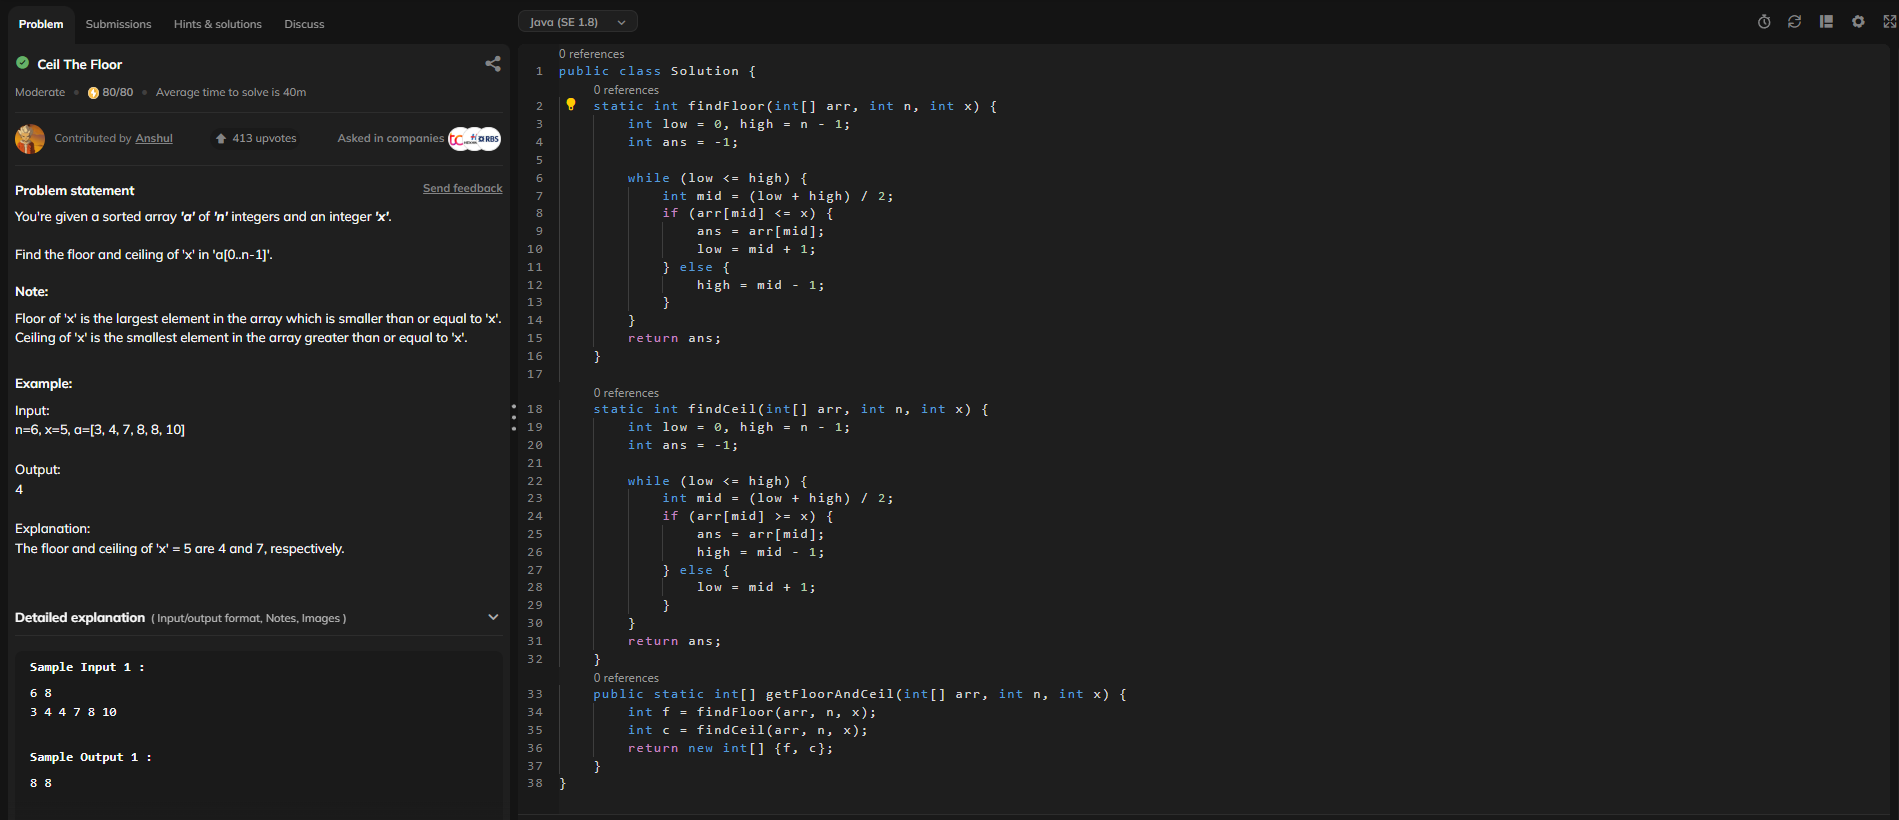 Problem
Submissions
Hints & solutions
Discuss
Ceil The Floor
Moderate • 80/80 • Average time to solve is 40m
Contributed by Anshul
413 upvotes
Asked in companies
RBS
Problem statement
Send feedback
You're given a sorted array 'a' of 'n' integers and an integer 'x'.
Find the floor and ceiling of 'x' in 'a[0..n-1]'.
Note:
Floor of 'x' is the largest element in the array which is smaller than or equal to 'x'.
Ceiling of 'x' is the smallest element in the array greater than or equal to 'x'.
Example:
Input:
n=6, x=5, a=[3, 4, 7, 8, 8, 10]
Output:
4
Explanation:
The floor and ceiling of 'x' = 5 are 4 and 7, respectively.
Detailed explanation ( Input/output format, Notes, Images )
Sample Input 1 :
6 8
3 4 4 7 8 10
Sample Output 1 :
8 8
Java (SE 1.8)
0 references
1 public class Solution {
0 references
2 static int findFloor(int[] arr, int n, int x) {
3 int low = 0, high = n - 1;
4 int ans = -1;
5
6 while (low <= high) {
7 int mid = (low + high) / 2;
8 if (arr[mid] <= x) {
9 ans = arr[mid];
10 low = mid + 1;
11 } else {
12 high = mid - 1;
13 }
14 }
15 return ans;
16 }
17
0 references
18 static int findCeil(int[] arr, int n, int x) {
19 int low = 0, high = n - 1;
20 int ans = -1;
21
22 while (low <= high) {
23 int mid = (low + high) / 2;
24 if (arr[mid] >= x) {
25 ans = arr[mid];
26 high = mid - 1;
27 } else {
28 low = mid + 1;
29 }
30 }
31 return ans;
32 }
0 references
33 public static int[] getFloorAndCeil(int[] arr, int n, int x) {
34 int f = findFloor(arr, n, x);
35 int c = findCeil(arr, n, x);
36 return new int[] {f, c};
37 }
38 }